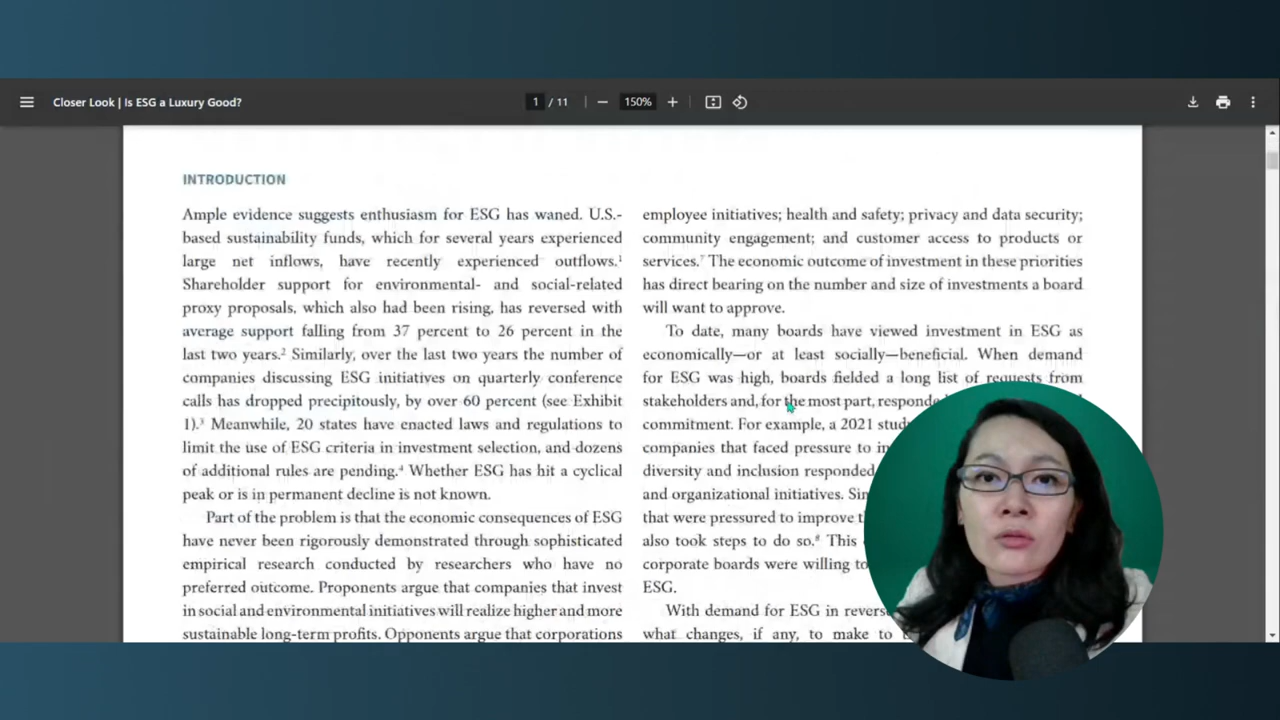 Closer Look | Is ESG a Luxury Good?
1 / 11
150%
INTRODUCTION
Ample evidence suggests enthusiasm for ESG has waned. U.S.-
based sustainability funds, which for several years experienced
large net inflows, have recently experienced outflows.¹
Shareholder support for environmental- and social-related
proxy proposals, which also had been rising, has reversed with
average support falling from 37 percent to 26 percent in the
last two years.² Similarly, over the last two years the number of
companies discussing ESG initiatives on quarterly conference
calls has dropped precipitously, by over 60 percent (see Exhibit
1).³ Meanwhile, 20 states have enacted laws and regulations to
limit the use of ESG criteria in investment selection, and dozens
of additional rules are pending.⁴ Whether ESG has hit a cyclical
peak or is in permanent decline is not known.
Part of the problem is that the economic consequences of ESG
have never been rigorously demonstrated through sophisticated
empirical research conducted by researchers who have no
preferred outcome. Proponents argue that companies that invest
in social and environmental initiatives will realize higher and more
sustainable long-term profits. Opponents argue that corporations
employee initiatives; health and safety; privacy and data security;
community engagement; and customer access to products or
services.⁷ The economic outcome of investment in these priorities
has direct bearing on the number and size of investments a board
will want to approve.
To date, many boards have viewed investment in ESG as
economically—or at least socially—beneficial. When demand
for ESG was high, boards fielded a long list of requests from
stakeholders and, for the most part,
commitment. For example, a 2021
companies that faced pressure to
diversity and inclusion responded
and organizational initiatives.
that were pressured to improve
also took steps to do so.⁸ This
corporate boards were willing to
ESG.
With demand for ESG in
what changes, if any, to make to